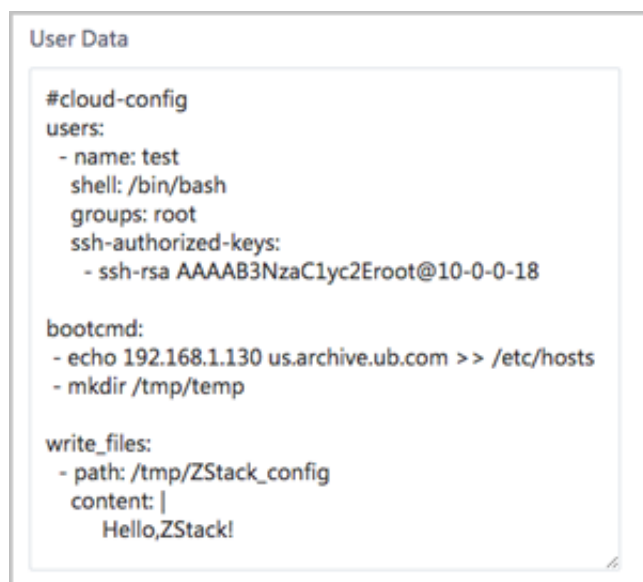 User Data
#cloud-config
users:
  - name: test
    shell: /bin/bash
    groups: root
    ssh-authorized-keys:
      - ssh-rsa AAAAB3NzaC1yc2Eroot@10-0-0-18

bootcmd:
 - echo 192.168.1.130 us.archive.ub.com >> /etc/hosts
 - mkdir /tmp/temp

write_files:
  - path: /tmp/ZStack_config
    content: |
        Hello,ZStack!